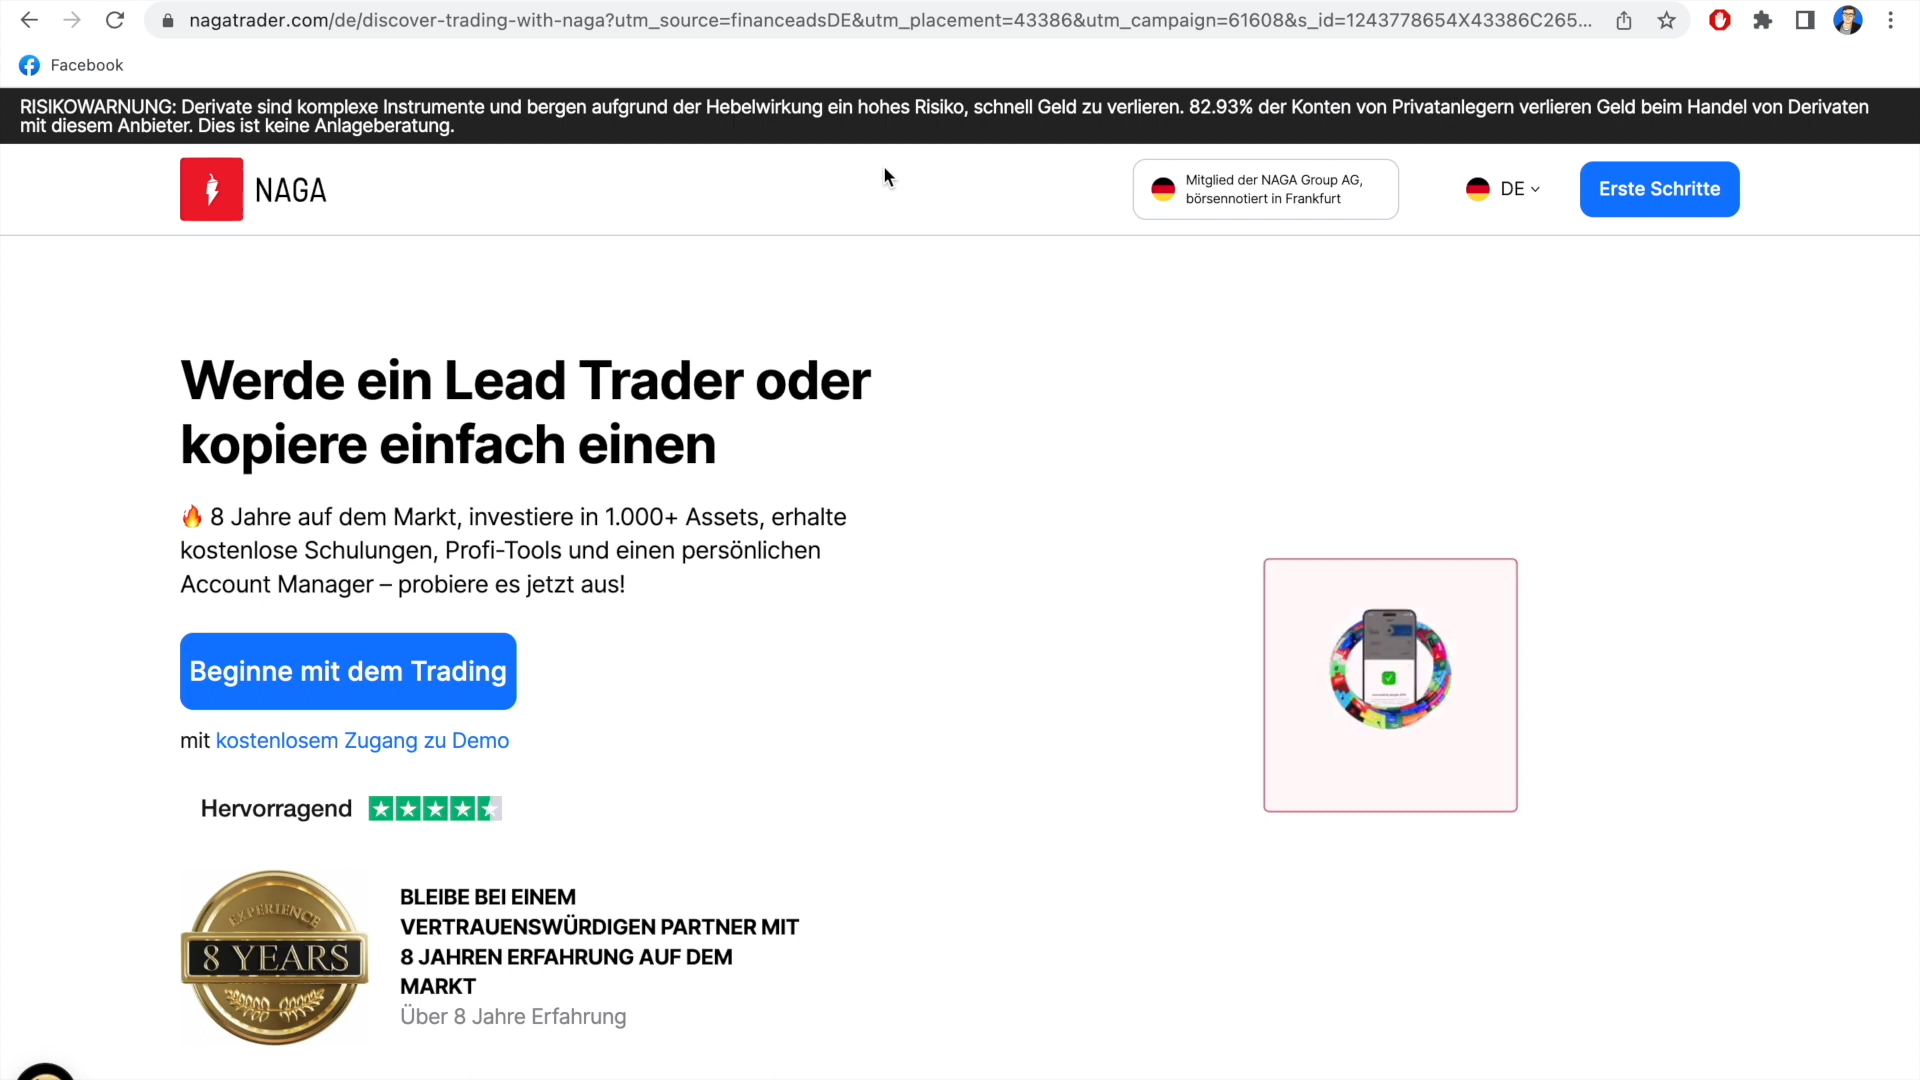 nagatrader.com/de/discover-trading-with-naga?utm_source=financeadsDE&utm_placement=43386&utm_campaign=61608&s_id=1243778654X43386C265...
Facebook
RISIKOWARNUNG: Derivate sind komplexe Instrumente und bergen aufgrund der Hebelwirkung ein hohes Risiko, schnell Geld zu verlieren. 82.93% der Konten von Privatanlegern verlieren Geld beim Handel von Derivaten
mit diesem Anbieter. Dies ist keine Anlageberatung.
NAGA
Mitglied der NAGA Group AG,
börsennotiert in Frankfurt
DE
Erste Schritte
Werde ein Lead Trader oder
kopiere einfach einen
🔥 8 Jahre auf dem Markt, investiere in 1.000+ Assets, erhalte
kostenlose Schulungen, Profi-Tools und einen persönlichen
Account Manager – probiere es jetzt aus!
Beginne mit dem Trading
mit kostenlosem Zugang zu Demo
Hervorragend
EXPERIENCE
8 YEARS
BLEIBE BEI EINEM
VERTRAUENSWÜRDIGEN PARTNER MIT
8 JAHREN ERFAHRUNG AUF DEM
MARKT
Über 8 Jahre Erfahrung